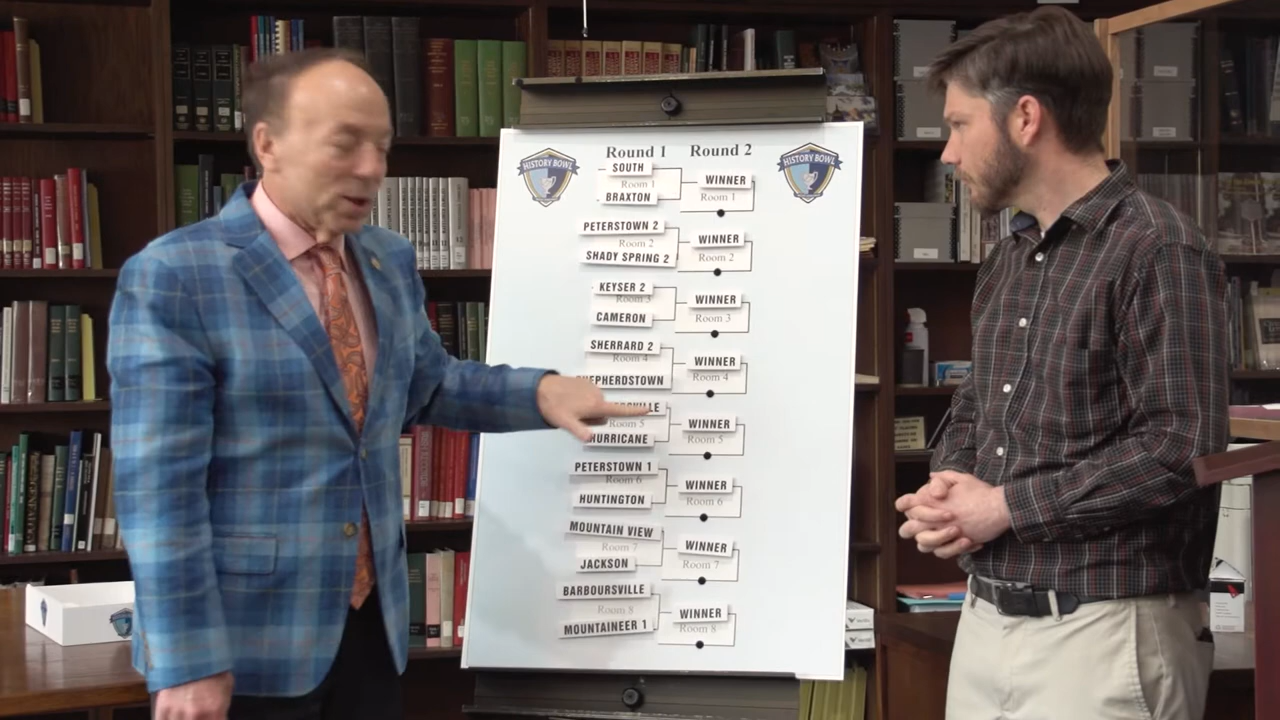 HISTORY BOWL
Round 1
Round 2
HISTORY BOWL
SOUTH
Room 1
BRAXTON
WINNER
Room 1
PETERSTOWN 2
Room 2
SHADY SPRING 2
WINNER
Room 2
KEYSER 2
Room 3
CAMERON
WINNER
Room 3
SHERRARD 2
Room 4
SHEPHERDSTOWN
WINNER
Room 4
Room 5
HURRICANE
WINNER
Room 5
PETERSTOWN 1
Room 6
HUNTINGTON
WINNER
Room 6
MOUNTAIN VIEW
Room 7
JACKSON
WINNER
Room 7
BARBOURSVILLE
Room 8
MOUNTAINEER 1
WINNER
Room 8